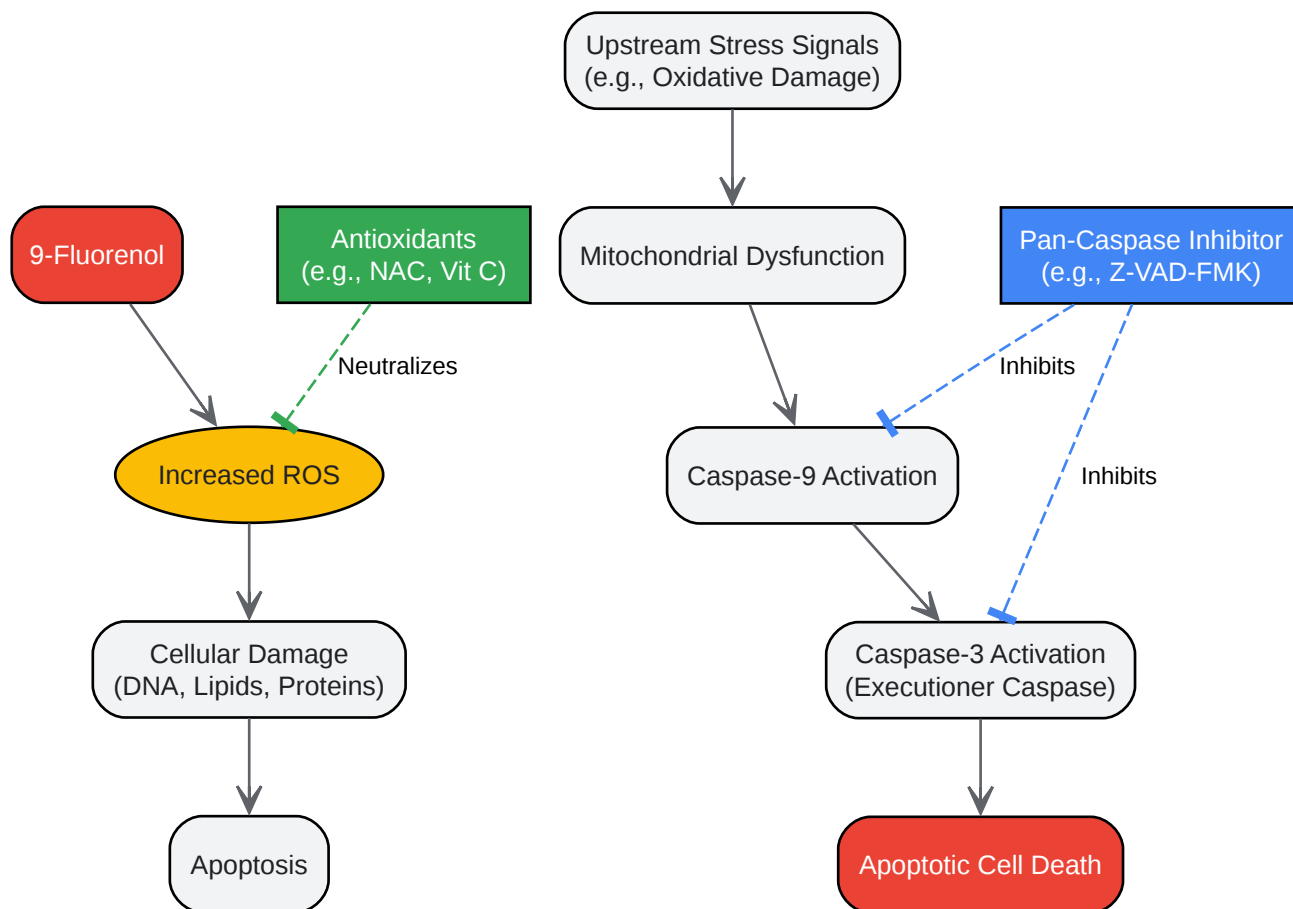 Upstream Stress Signals
(e.g., Oxidative Damage)
9-Fluorenol
Antioxidants
(e.g., NAC, Vit C)
Mitochondrial Dysfunction
Pan-Caspase Inhibitor
(e.g., Z-VAD-FMK)
Neutralizes
Inhibits
Increased ROS
Caspase-9 Activation
Inhibits
Cellular Damage
(DNA, Lipids, Proteins)
Caspase-3 Activation
(Executioner Caspase)
Apoptosis
Apoptotic Cell Death